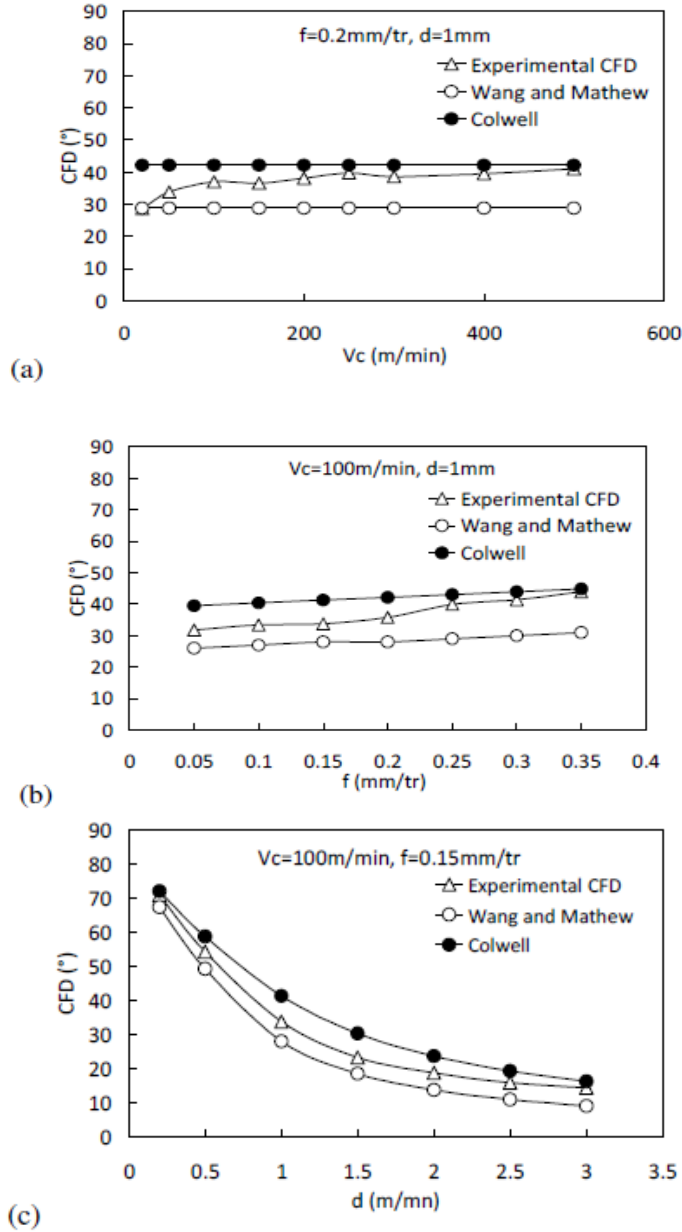 90
f=0.2mm/tr, d=1mm
80
Experimental CFD
70
Wang and Mathew
60
Colwell
50
CFD (°)
40
30
20
10
0
0 200 400 600
Vc (m/min)
(a)
90
Vc=100m/min, d=1mm
80
Experimental CFD
70
Wang and Mathew
60
Colwell
50
CFD (°)
40
30
20
10
0
0 0.05 0.1 0.15 0.2 0.25 0.3 0.35 0.4
f (mm/tr)
(b)
90
Vc=100m/min, f=0.15mm/tr
80
Experimental CFD
70
Wang and Mathew
60
Colwell
50
CFD (°)
40
30
20
10
0
0 0.5 1 1.5 2 2.5 3 3.5
d (m/mn)
(c)